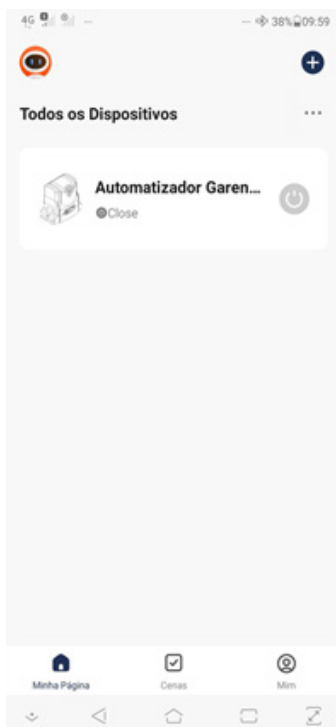 4G 38% 09:59
Todos os Dispositivos
Automatizador Garen...
Close
Minha Página Cenas Mim